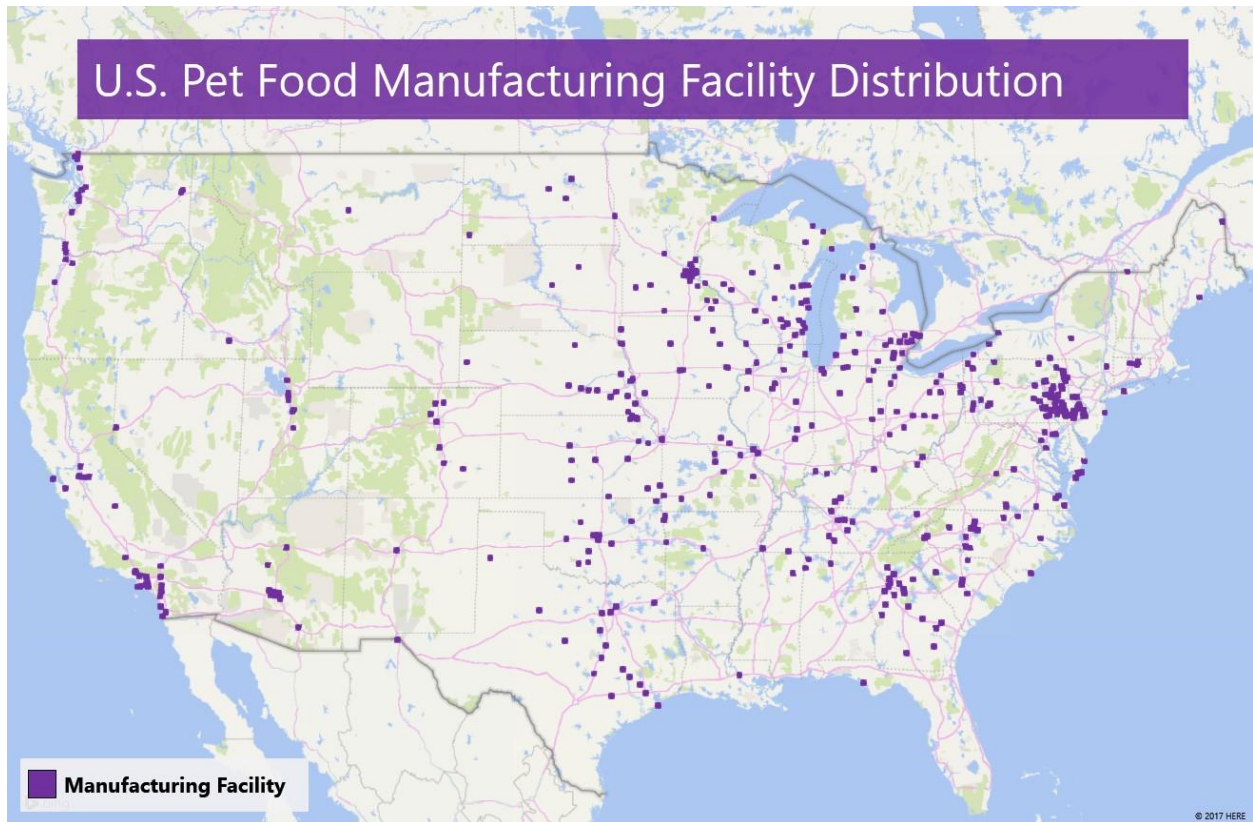 U.S. Pet Food Manufacturing Facility Distribution
Manufacturing Facility
© 2017 HERE